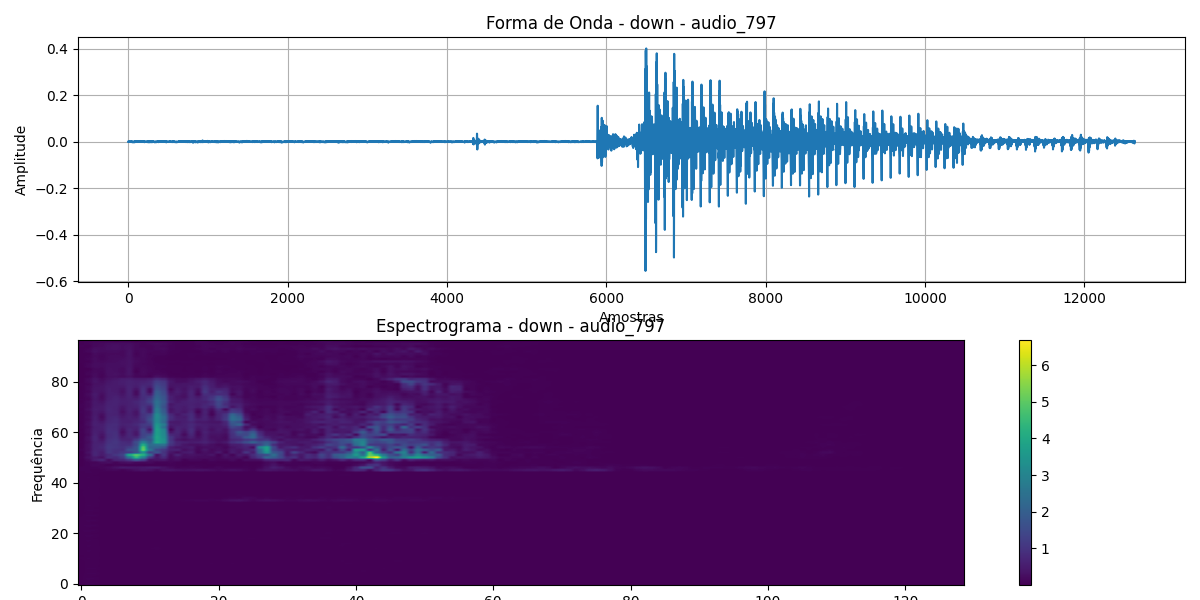 Forma de Onda - down - audio_797
0.4
0.2
0.0
−0.2
−0.4
−0.6
Amplitude
0 2000 4000 6000 8000 10000 12000
Amostras
Espectrograma - down - audio_797
80
60
40
20
0
Frequência
0 20 40 60 80 100 120
6
5
4
3
2
1